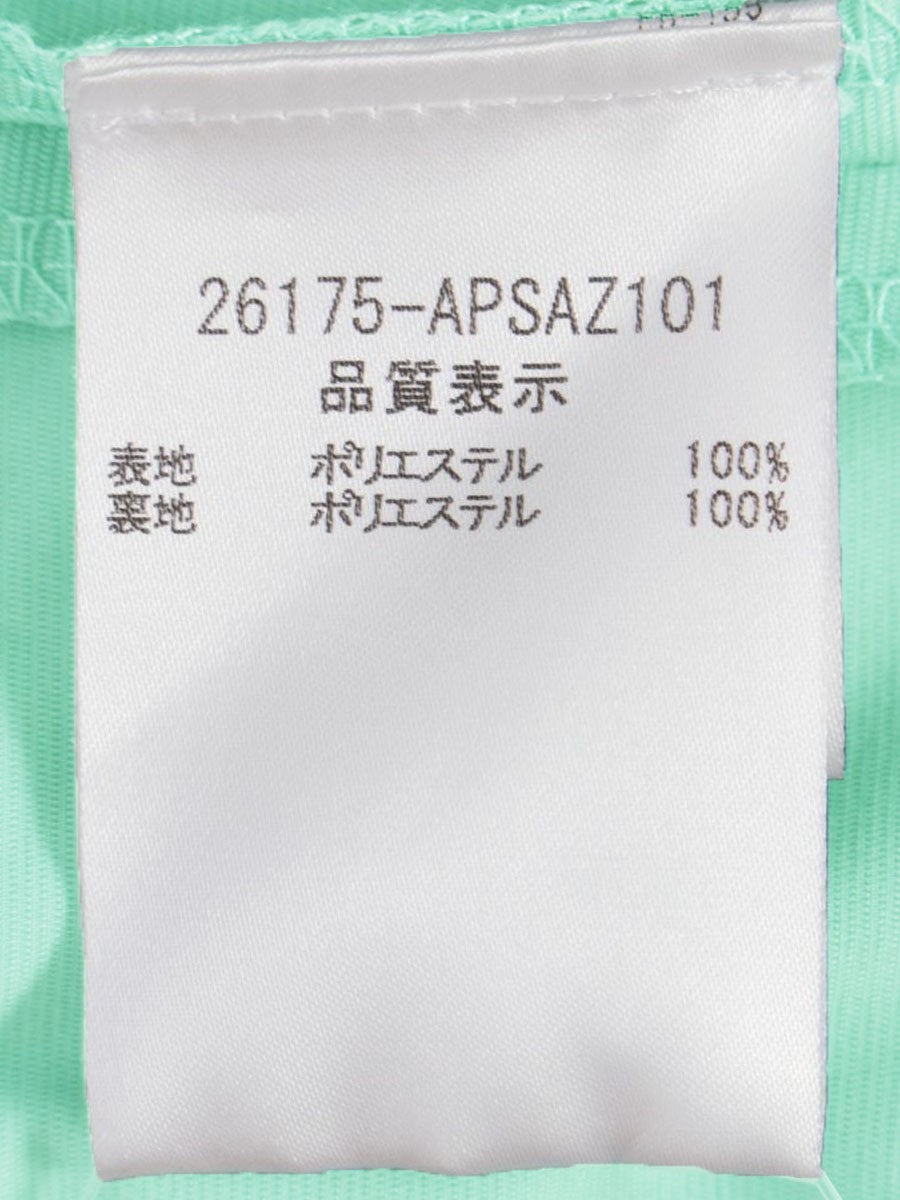 26175-APSAZ101
品質表示
表地 ポリエステル 100%
裏地 ポリエステル 100%